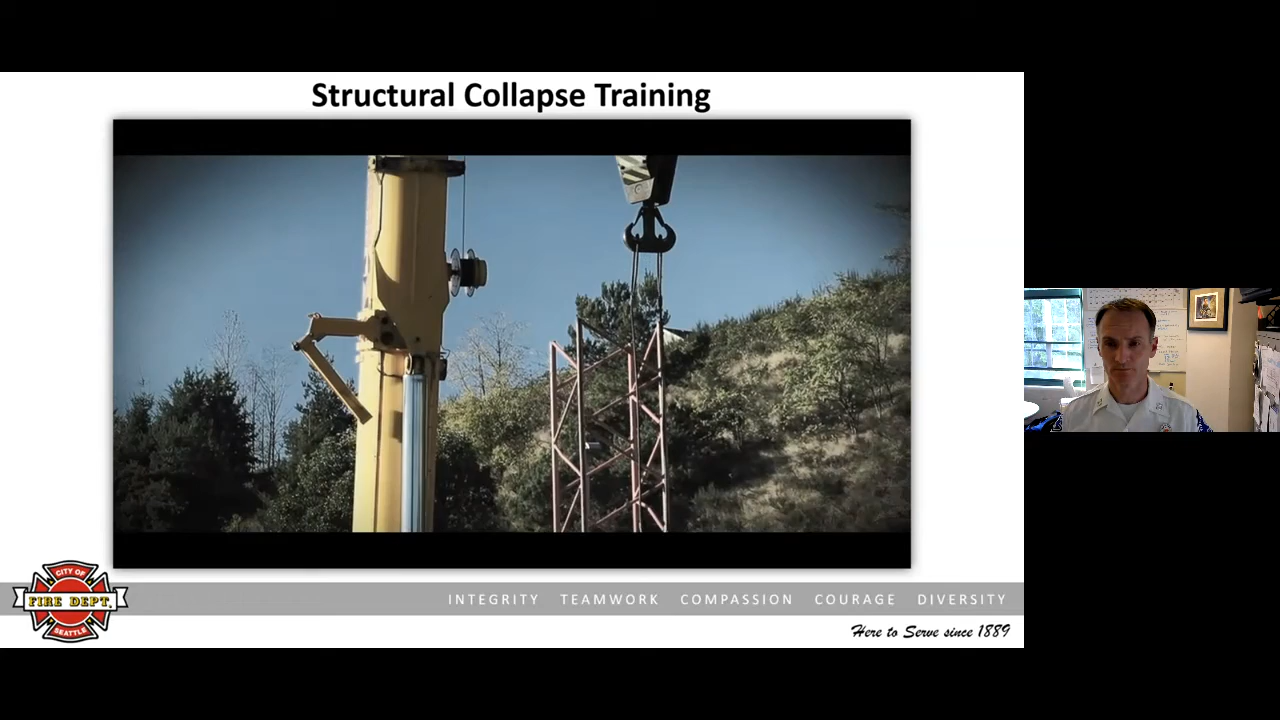 Structural Collapse Training
CITY OF
FIRE DEPT.
SEATTLE
INTEGRITY TEAMWORK COMPASSION COURAGE DIVERSITY
Here to Serve since 1889